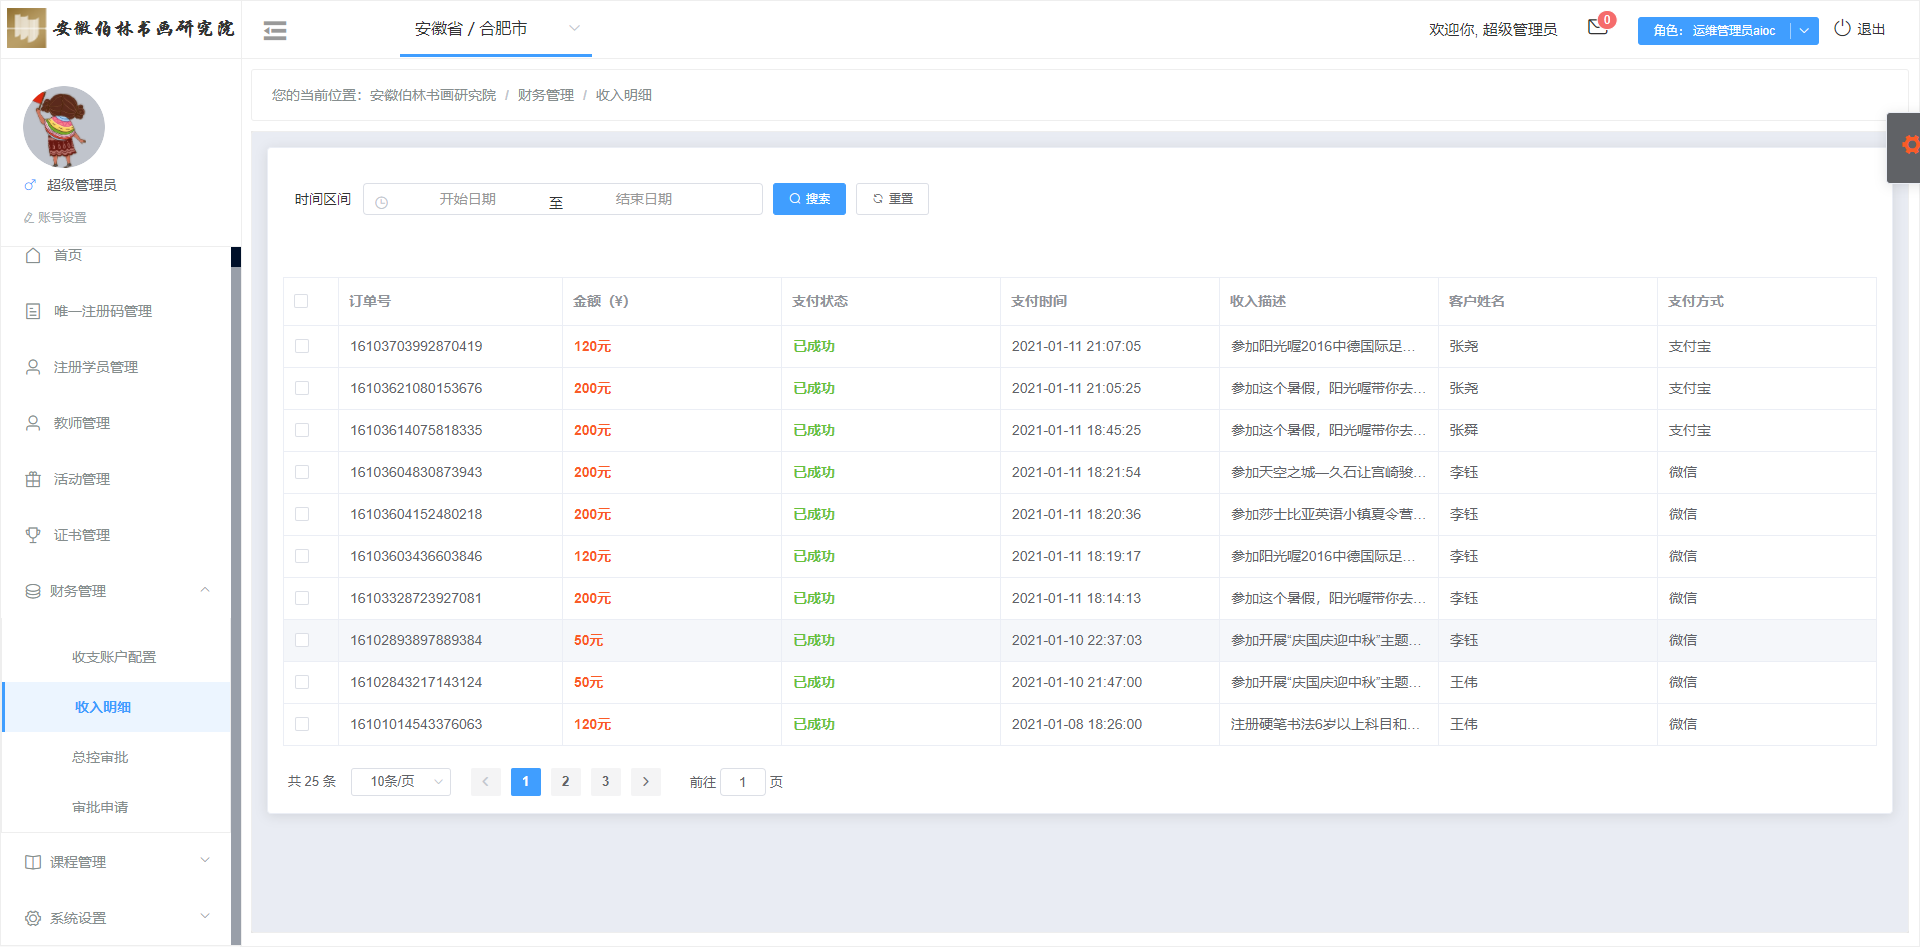 安徽伯林书画研究院
安徽省 / 合肥市
欢迎你, 超级管理员
0
角色： 运维管理员aioc
退出
您的当前位置：安徽伯林书画研究院 / 财务管理 / 收入明细
超级管理员
账号设置
首页
唯一注册码管理
注册学员管理
教师管理
活动管理
证书管理
财务管理
收支账户配置
收入明细
总控审批
审批申请
课程管理
系统设置
时间区间 开始日期 至 结束日期 搜索 重置
订单号 金额（¥） 支付状态 支付时间 收入描述 客户姓名 支付方式
16103703992870419 120元 已成功 2021-01-11 21:07:05 参加阳光喔2016中德国际足... 张尧 支付宝
16103621080153676 200元 已成功 2021-01-11 21:05:25 参加这个暑假，阳光喔带你去... 张尧 支付宝
16103614075818335 200元 已成功 2021-01-11 18:45:25 参加这个暑假，阳光喔带你去... 张舜 支付宝
16103604830873943 200元 已成功 2021-01-11 18:21:54 参加天空之城—久石让宫崎骏... 李钰 微信
16103604152480218 200元 已成功 2021-01-11 18:20:36 参加莎士比亚英语小镇夏令营... 李钰 微信
16103603436603846 120元 已成功 2021-01-11 18:19:17 参加阳光喔2016中德国际足... 李钰 微信
16103328723927081 200元 已成功 2021-01-11 18:14:13 参加这个暑假，阳光喔带你去... 李钰 微信
16102893897889384 50元 已成功 2021-01-10 22:37:03 参加开展“庆国庆迎中秋”主题... 李钰 微信
16102843217143124 50元 已成功 2021-01-10 21:47:00 参加开展“庆国庆迎中秋”主题... 王伟 微信
16101014543376063 120元 已成功 2021-01-08 18:26:00 注册硬笔书法6岁以上科目和... 王伟 微信
共 25 条 10条/页 1 2 3 前往 1 页